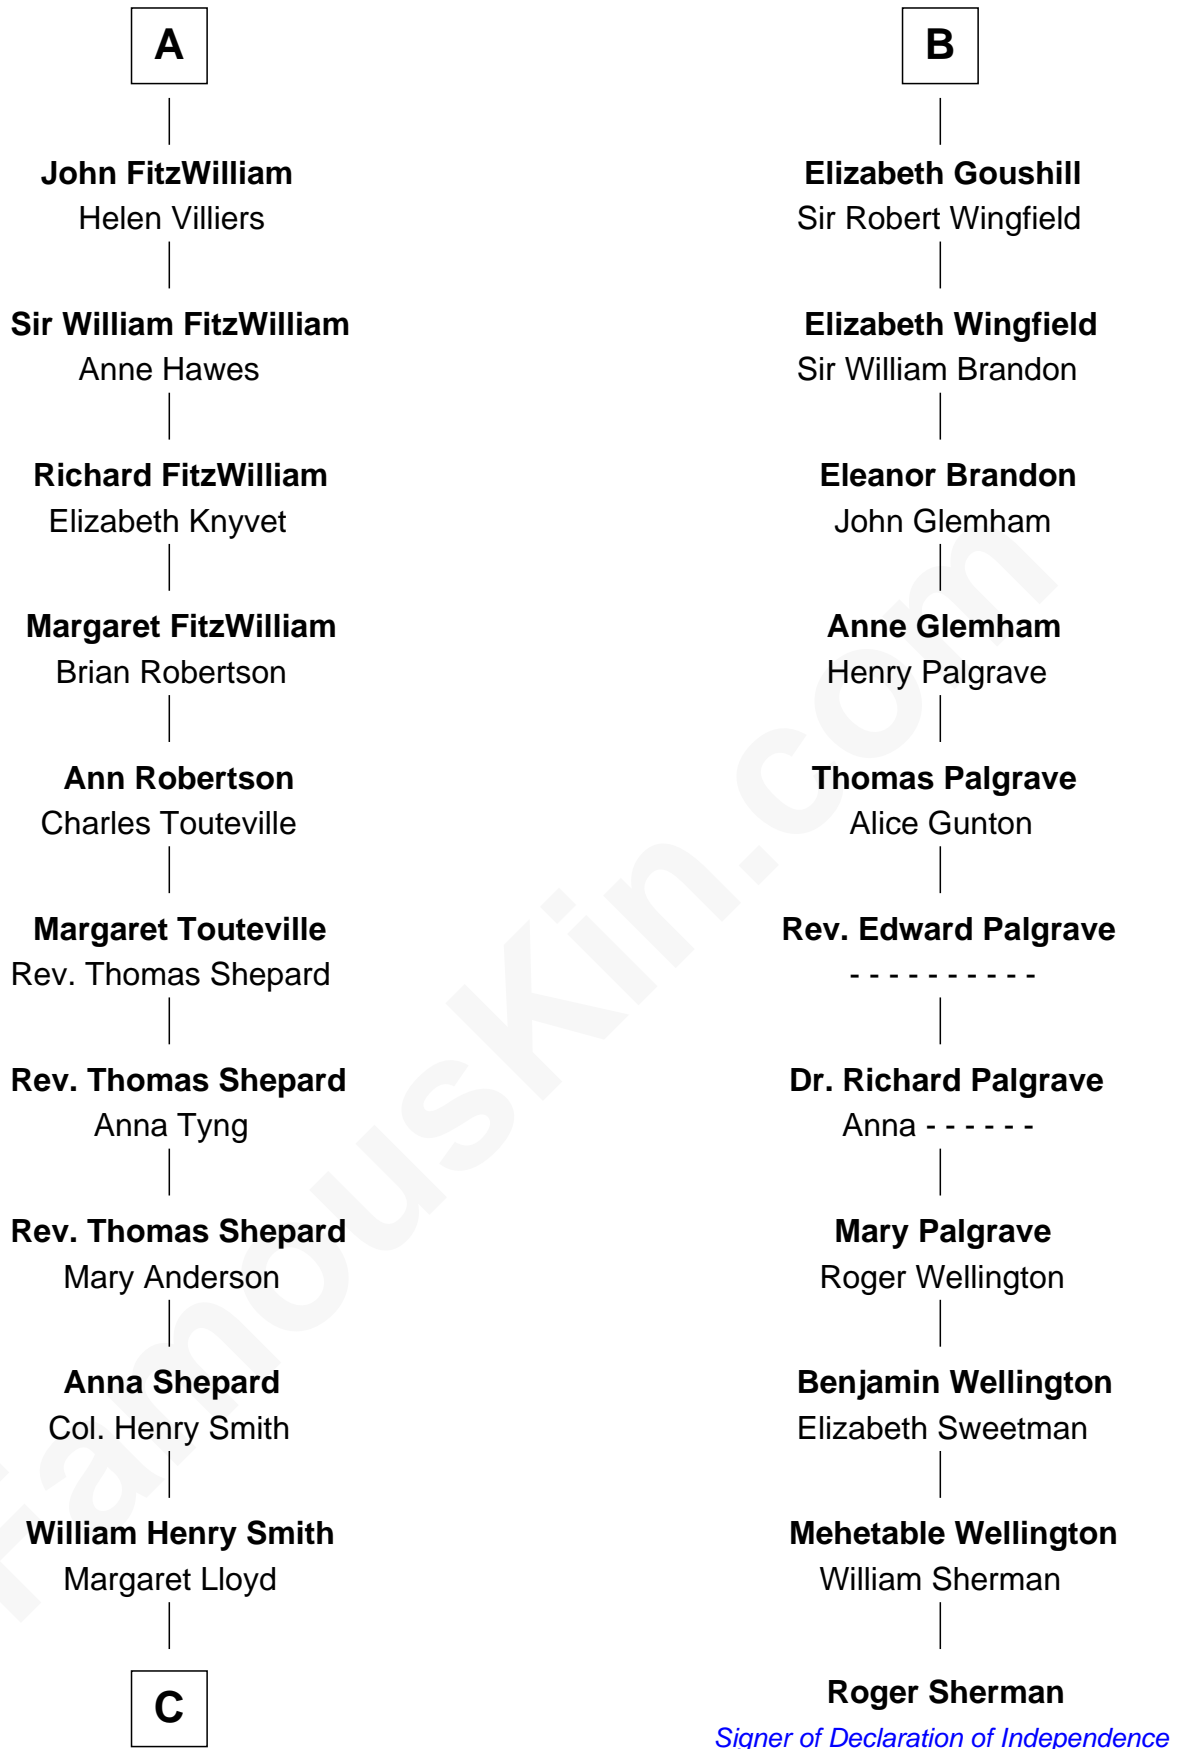 A
John FitzWilliam
Helen Villiers
Sir William FitzWilliam
Anne Hawes
Richard FitzWilliam
Elizabeth Knyvet
Margaret FitzWilliam
Brian Robertson
Ann Robertson
Charles Touteville
Margaret Touteville
Rev. Thomas Shepard
Rev. Thomas Shepard
Anna Tyng
Rev. Thomas Shepard
Mary Anderson
Anna Shepard
Col. Henry Smith
William Henry Smith
Margaret Lloyd
C
B
Elizabeth Goushill
Sir Robert Wingfield
Elizabeth Wingfield
Sir William Brandon
Eleanor Brandon
John Glemham
Anne Glemham
Henry Palgrave
Thomas Palgrave
Alice Gunton
Rev. Edward Palgrave
- - - - - - - - - -
Dr. Richard Palgrave
Anna - - - - - -
Mary Palgrave
Roger Wellington
Benjamin Wellington
Elizabeth Sweetman
Mehetable Wellington
William Sherman
Roger Sherman
Signer of Declaration of Independence
FamousKin.com